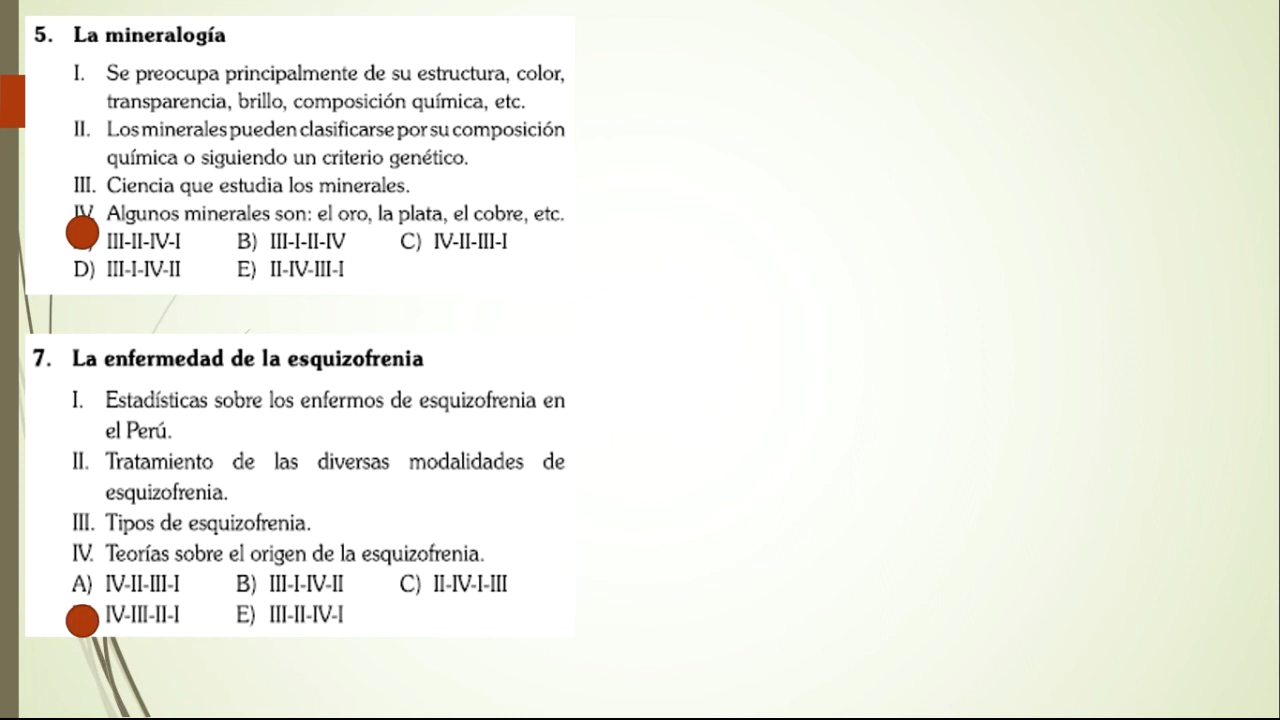 5. La mineralogía
I. Se preocupa principalmente de su estructura, color,
transparencia, brillo, composición química, etc.
II. Los minerales pueden clasificarse por su composición
química o siguiendo un criterio genético.
III. Ciencia que estudia los minerales.
IV. Algunos minerales son: el oro, la plata, el cobre, etc.
III-II-IV-I B) III-I-II-IV C) IV-II-III-I
D) III-I-IV-II E) II-IV-III-I
7. La enfermedad de la esquizofrenia
I. Estadísticas sobre los enfermos de esquizofrenia en
el Perú.
II. Tratamiento de las diversas modalidades de
esquizofrenia.
III. Tipos de esquizofrenia.
IV. Teorías sobre el origen de la esquizofrenia.
A) IV-II-III-I B) III-I-IV-II C) II-IV-I-III
IV-III-II-I E) III-II-IV-I